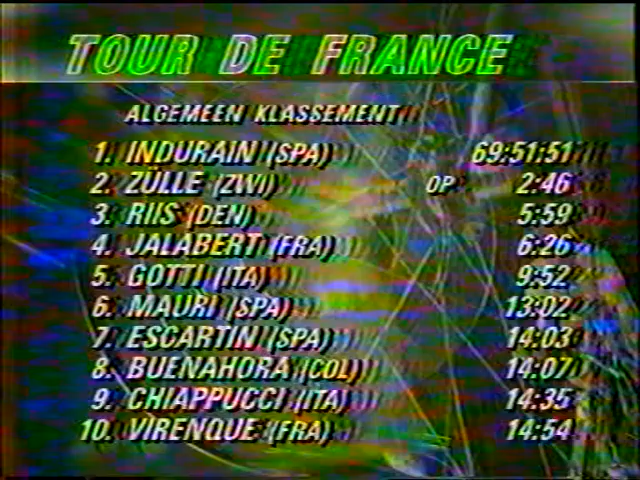 TOUR DE FRANCE
ALGEMEEN KLASSEMENT
1. INDURAIN (SPA) 69:51:51
2. ZÜLLE (ZWI) OP 2:46
3. RIIS (DEN) 5:59
4. JALABERT (FRA) 6:26
5. GOTTI (ITA) 9:52
6. MAURI (SPA) 13:02
7. ESCARTIN (SPA) 14:03
8. BUENAHORA (COL) 14:07
9. CHIAPPUCCI (ITA) 14:35
10. VIRENQUE (FRA) 14:54